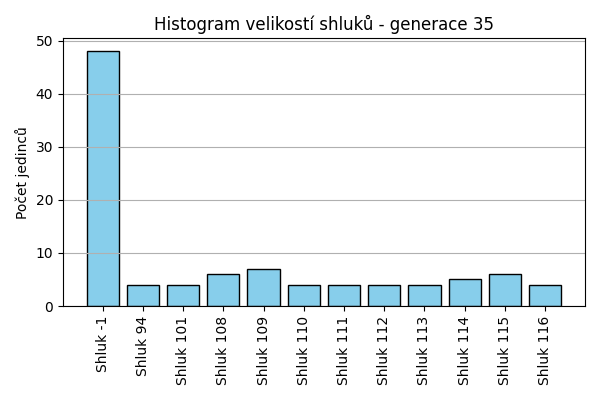 Histogram velikostí shluků - generace 35
Počet jedinců
50
40
30
20
10
0
Shluk -1
Shluk 94
Shluk 101
Shluk 108
Shluk 109
Shluk 110
Shluk 111
Shluk 112
Shluk 113
Shluk 114
Shluk 115
Shluk 116